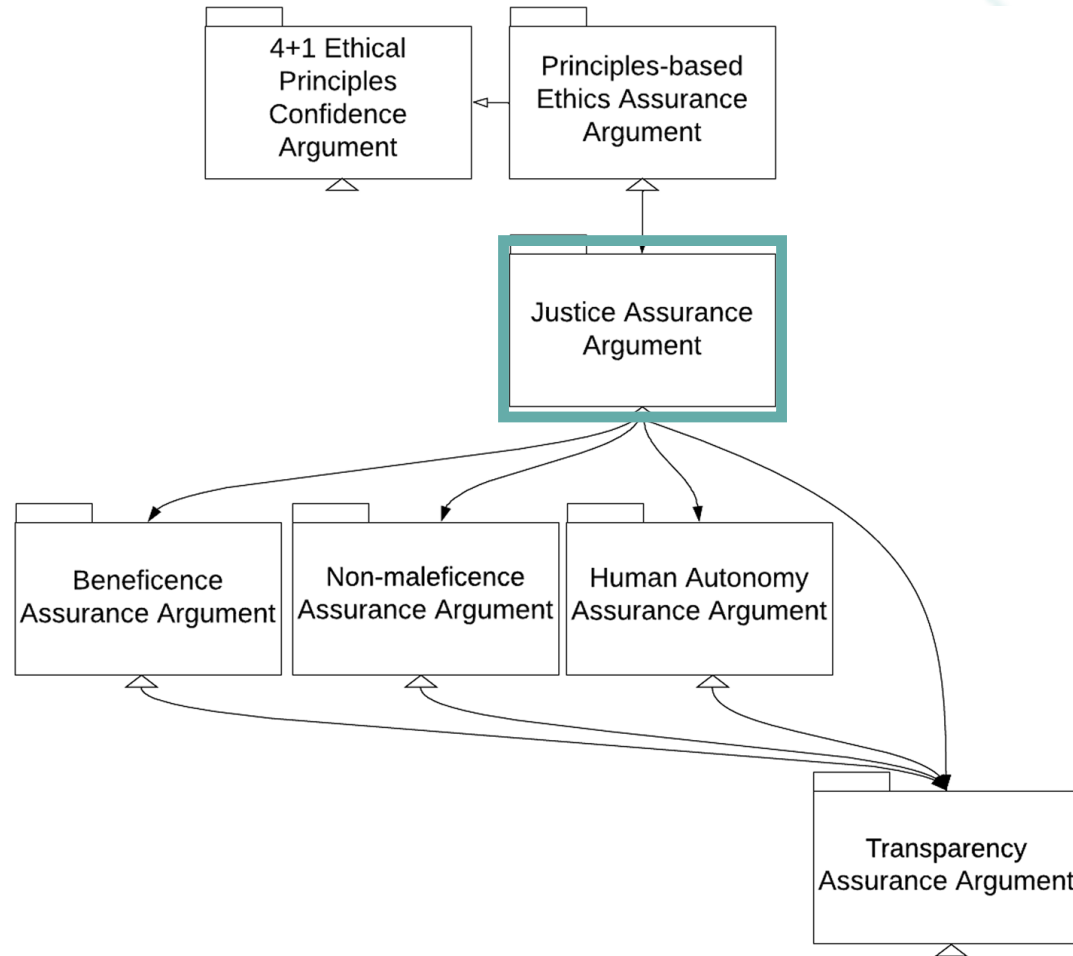 4+1 Ethical
Principles
Confidence
Argument
Principles-based
Ethics Assurance
Argument
Justice Assurance
Argument
Beneficence
Assurance Argument
Non-maleficence
Assurance Argument
Human Autonomy
Assurance Argument
Transparency
Assurance Argument